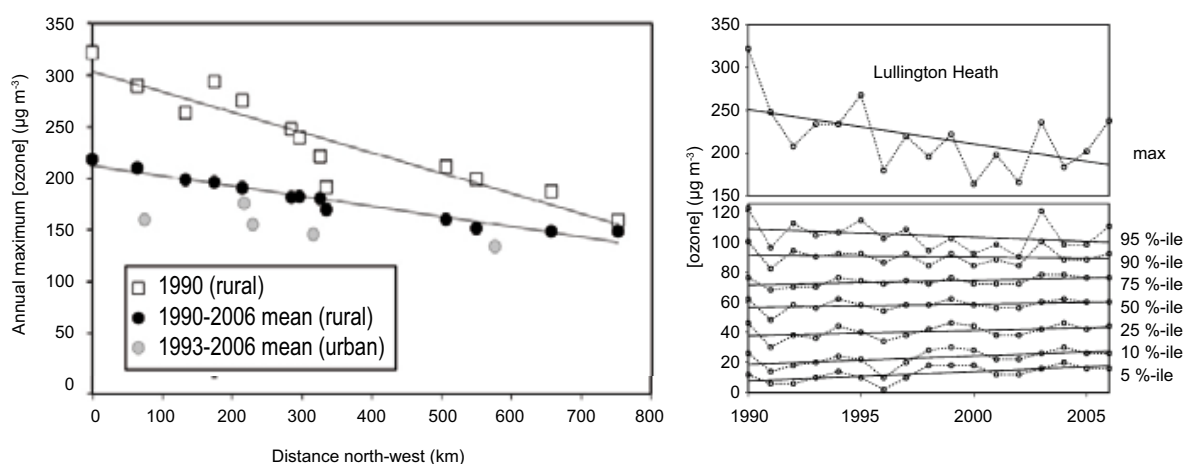 Annual maximum [ozone] (µg m-3)
350
300
250
200
150
100
50
0
1990 (rural)
1990-2006 mean (rural)
1993-2006 mean (urban)
0 100 200 300 400 500 600 700 800
Distance north-west (km)
[ozone] (µg m-3)
350
300
250
200
150
Lullington Heath
max
120
100
80
60
40
20
0
95 %-ile
90 %-ile
75 %-ile
50 %-ile
25 %-ile
10 %-ile
5 %-ile
1990 1995 2000 2005